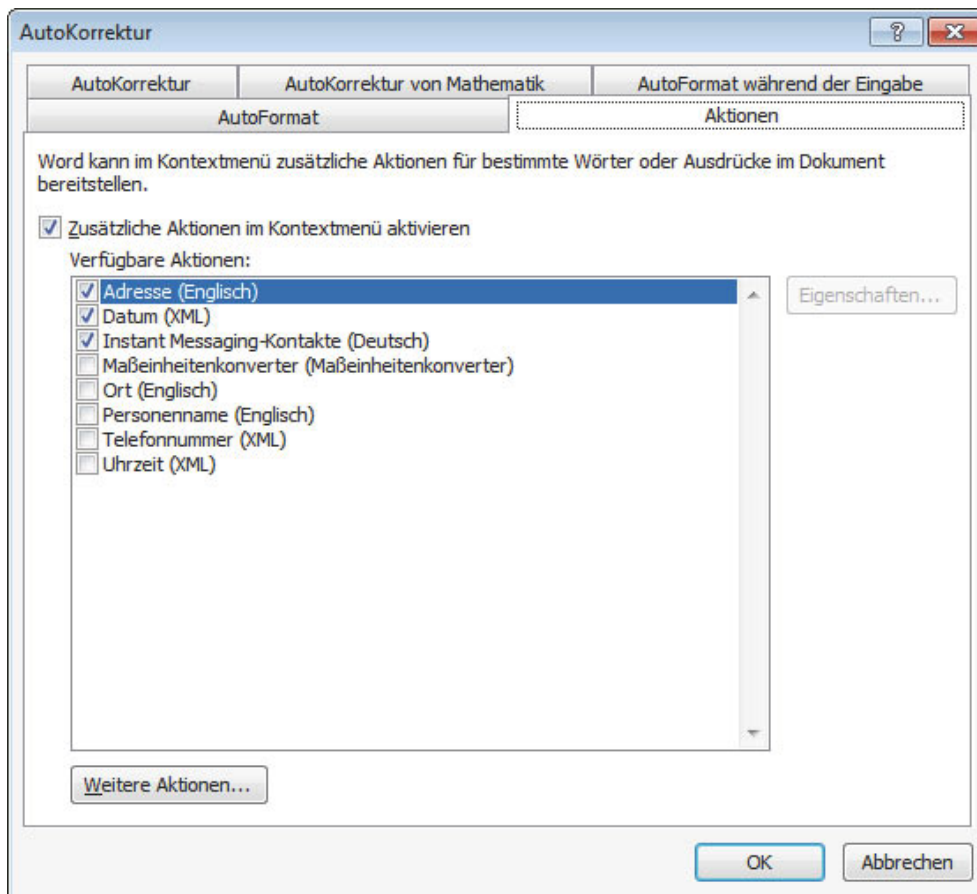 AutoKorrektur
AutoKorrektur
AutoKorrektur von Mathematik
AutoFormat während der Eingabe
AutoFormat
Aktionen
Word kann im Kontextmenü zusätzliche Aktionen für bestimmte Wörter oder Ausdrücke im Dokument
bereitstellen.
Zusätzliche Aktionen im Kontextmenü aktivieren
Verfügbare Aktionen:
Adresse (Englisch)
Eigenschaften...
Datum (XML)
Instant Messaging-Kontakte (Deutsch)
Maßeinheitenkonverter (Maßeinheitenkonverter)
Ort (Englisch)
Personenname (Englisch)
Telefonnummer (XML)
Uhrzeit (XML)
Weitere Aktionen...
OK
Abbrechen